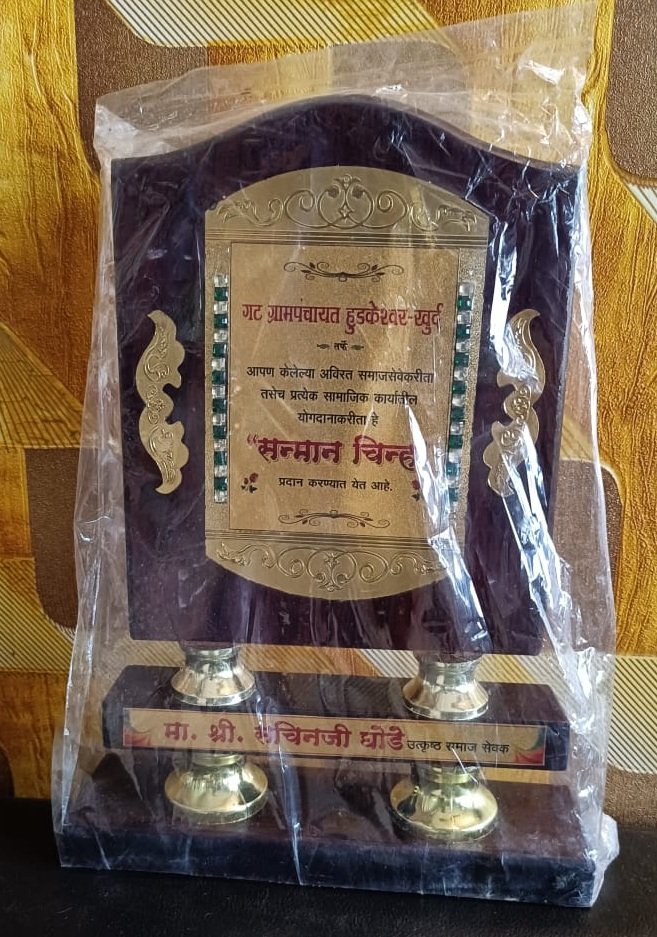 गट ग्रामपंचायत हुडकेश्वर-खुर्द
तर्फे
आपण केलेल्या अविरत समाजसेवेकरीता
तसेच प्रत्येक सामाजिक कार्यातील
योगदानाकरीता हे
“सन्मान चिन्ह
प्रदान करण्यात येत आहे.
मा. श्री. सचिनजी घोडे उत्कृष्ठ समाज सेवक